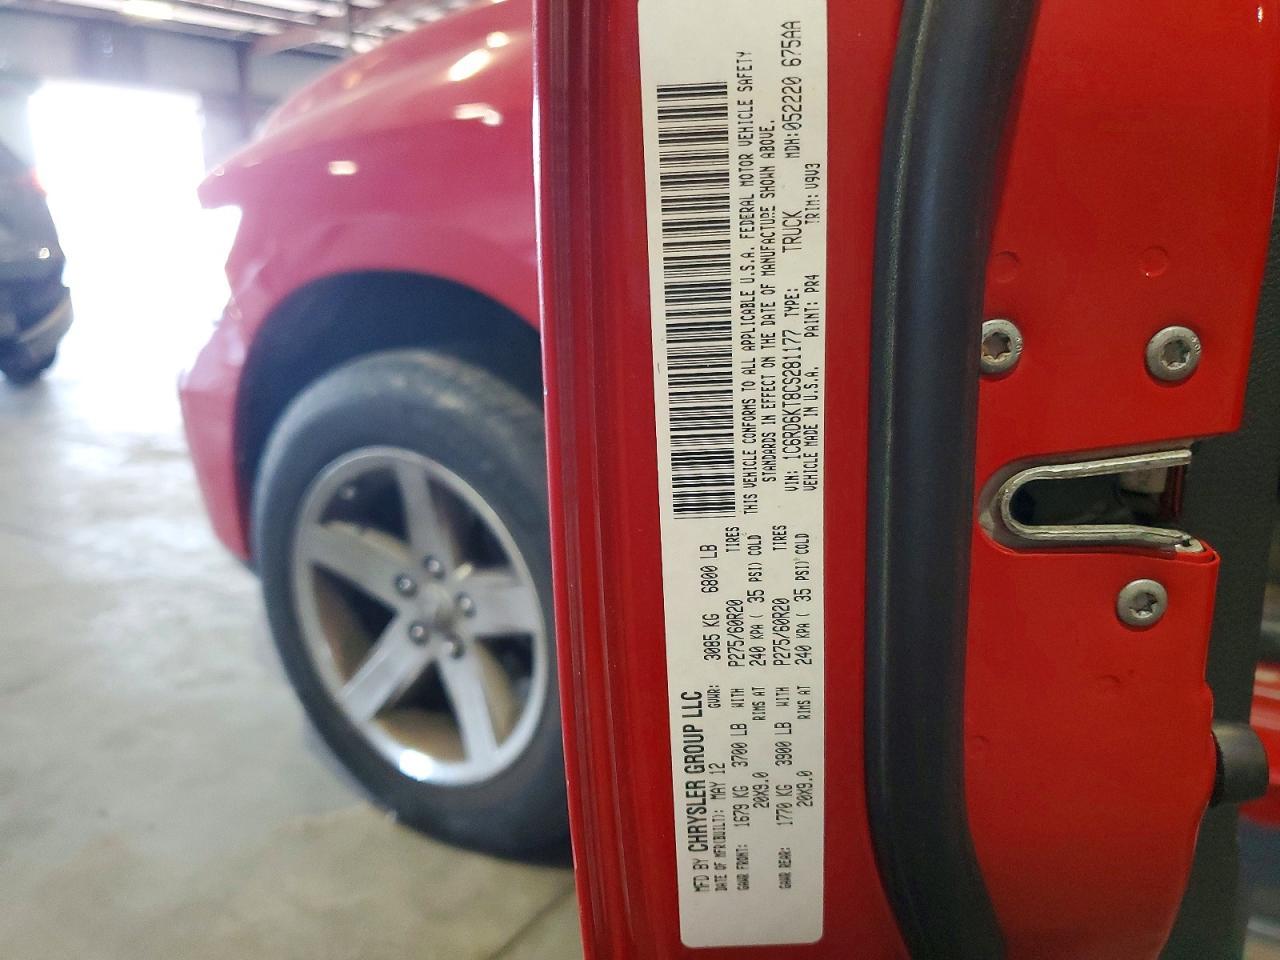 MFD BY CHRYSLER GROUP LLC
DATE OF MFR(BUILT): MAY 12 GVWR: 3085 KG 6800 LB
GAWR FRONT: 1679 KG 3700 LB WITH P275/60R20 TIRES
20X9.0 RIMS AT 240 KPA ( 35 PSI) COLD
GAWR REAR: 1770 KG 3900 LB WITH P275/60R20 TIRES
20X9.0 RIMS AT 240 KPA ( 35 PSI) COLD
THIS VEHICLE CONFORMS TO ALL APPLICABLE U.S.A. FEDERAL MOTOR VEHICLE SAFETY
STANDARDS IN EFFECT ON THE DATE OF MANUFACTURE SHOWN ABOVE.
VIN: 1C6RD6KT8CS281177 TYPE: TRUCK MDH:052220 675AA
VEHICLE MADE IN U.S.A. PAINT: PR4 TRIM: V9V3